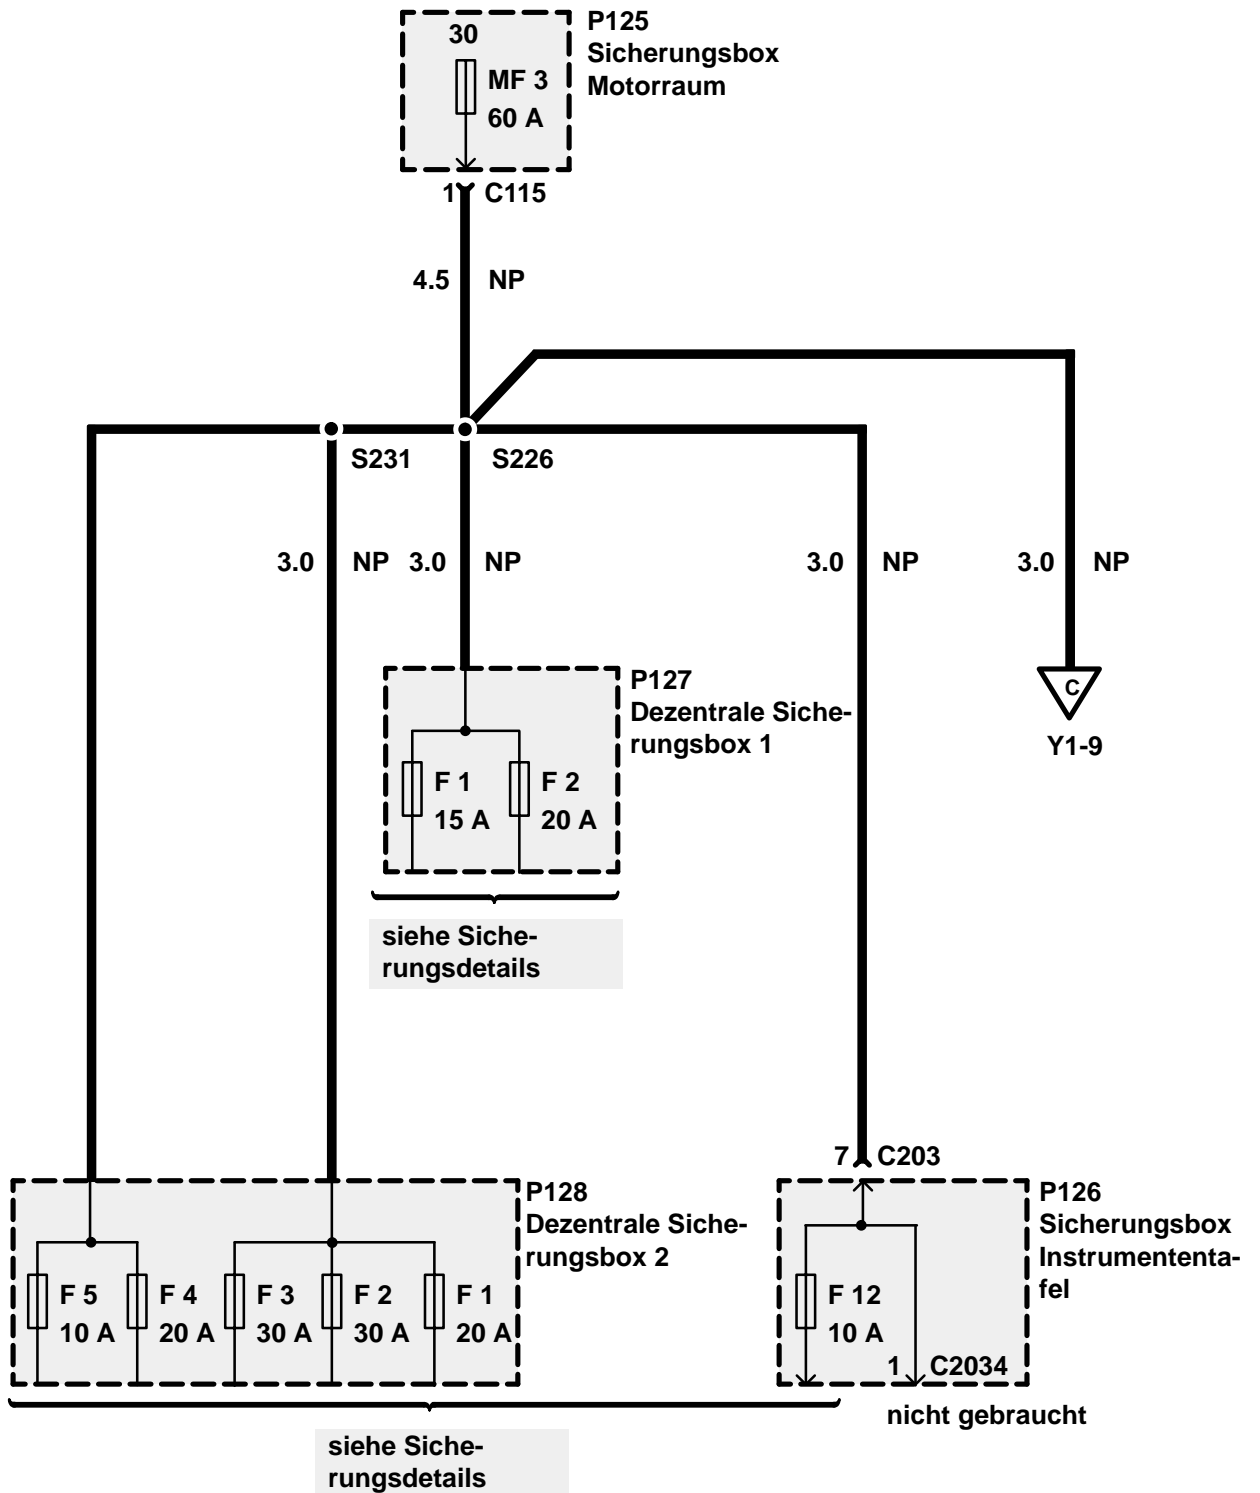 30
MF 3
60 A
P125
Sicherungsbox
Motorraum
1
C115
4.5
NP
S231
S226
3.0
NP
3.0
NP
3.0
NP
3.0
NP
P127
Dezentrale Siche-
rungsbox 1
F 1
15 A
F 2
20 A
C
Y1-9
siehe Siche-
rungsdetails
7
C203
P128
Dezentrale Siche-
rungsbox 2
F 5
10 A
F 4
20 A
F 3
30 A
F 2
30 A
F 1
20 A
P126
Sicherungsbox
Instrumententa-
fel
F 12
10 A
1
C2034
nicht gebraucht
siehe Siche-
rungsdetails